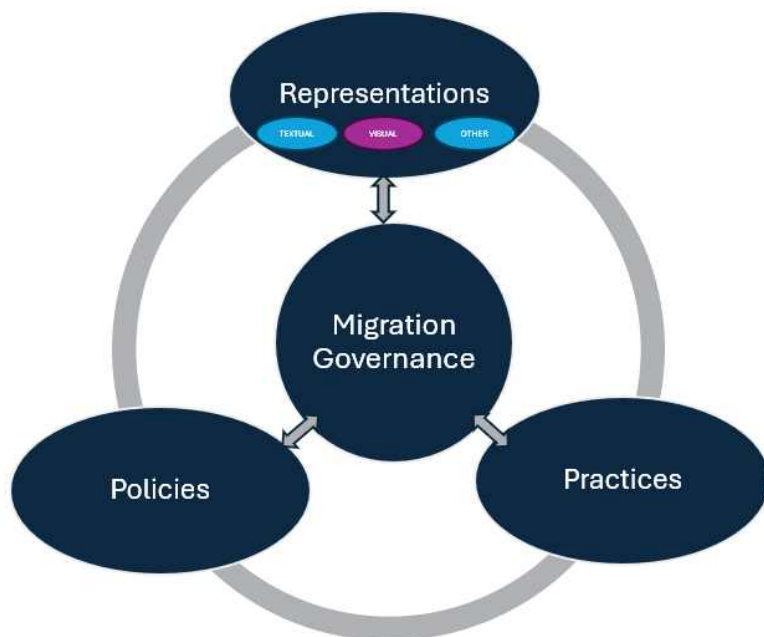 Representations
TEXTUAL
VISUAL
OTHER
Migration
Governance
Policies
Practices